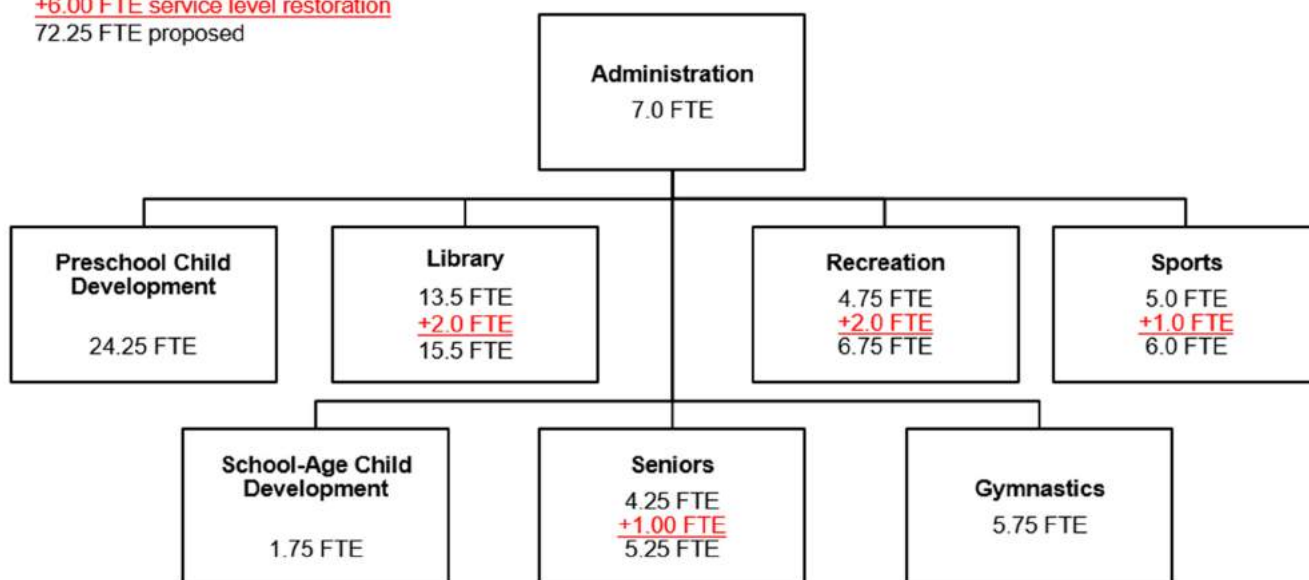 +6.00 FTE service level restoration
72.25 FTE proposed
Administration
7.0 FTE
Preschool Child
Development
24.25 FTE
Library
13.5 FTE
+2.0 FTE
15.5 FTE
Recreation
4.75 FTE
+2.0 FTE
6.75 FTE
Sports
5.0 FTE
+1.0 FTE
6.0 FTE
School-Age Child
Development
1.75 FTE
Seniors
4.25 FTE
+1.00 FTE
5.25 FTE
Gymnastics
5.75 FTE